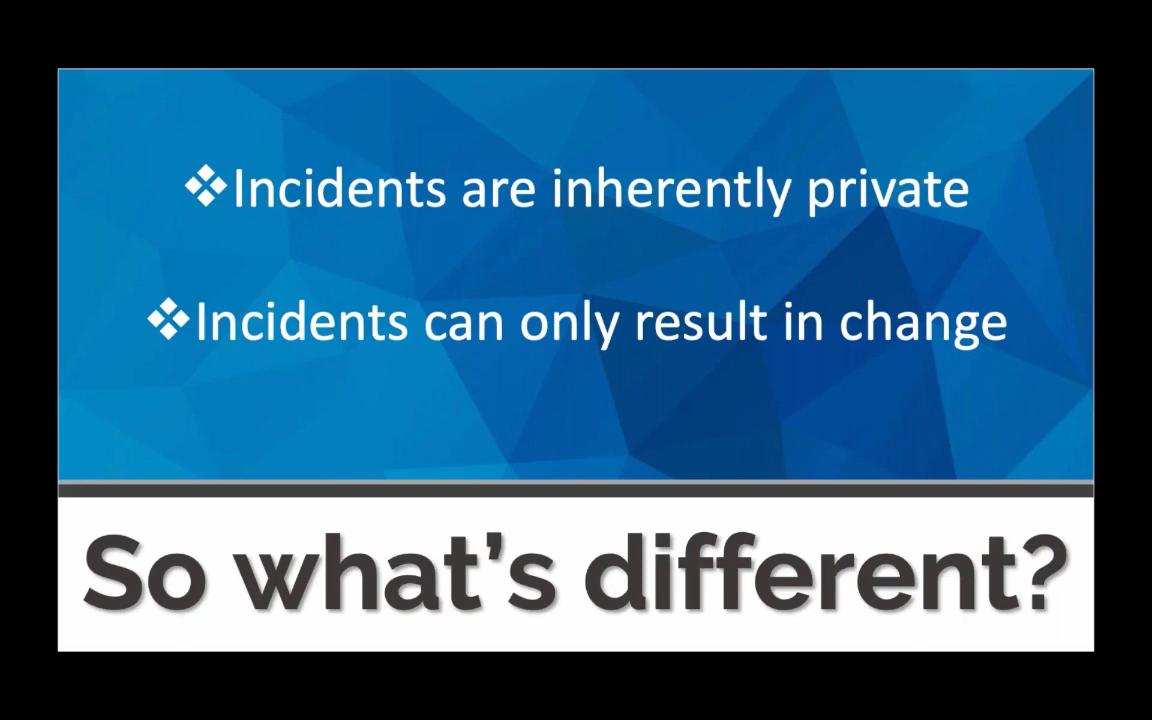 ❖Incidents are inherently private
❖Incidents can only result in change
So what’s different?